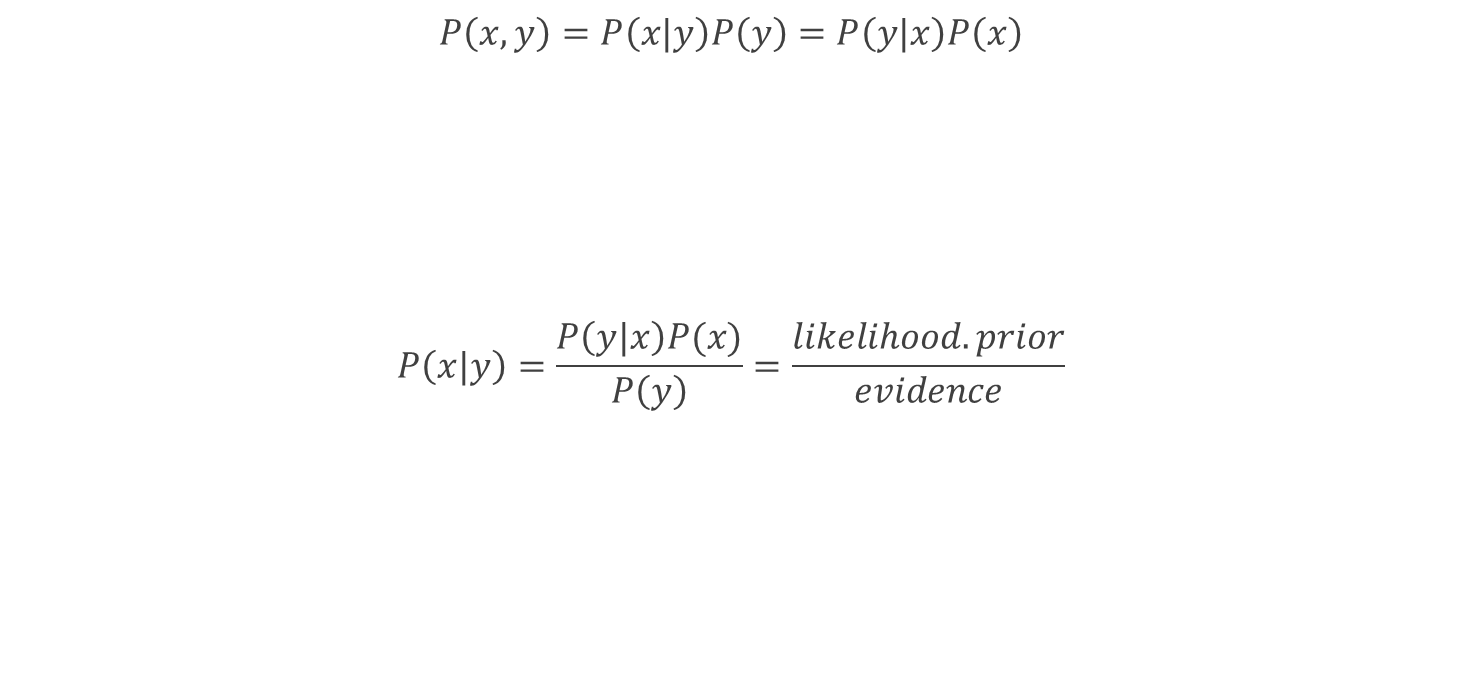 P(x, y) = P(x|y)P(y) = P(y|x)P(x)
P(x|y) = P(y|x)P(x) / P(y) = likelihood.prior / evidence